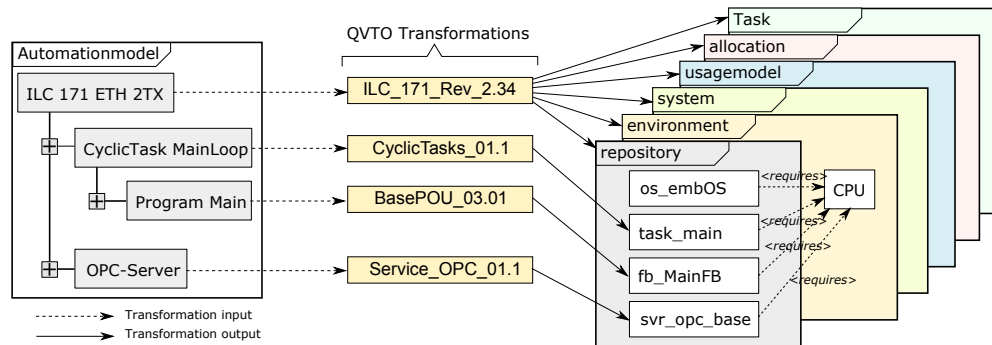 Automationmodel
ILC 171 ETH 2TX
CyclicTask MainLoop
Program Main
OPC-Server
Transformation input
Transformation output
QVTO Transformations
ILC_171_Rev_2.34
CyclicTasks_01.1
BasePOU_03.01
Service_OPC_01.1
Task
allocation
usagemodel
system
environment
repository
os_embOS
task_main
fb_MainFB
svr_opc_base
<requires>
<requires>
<requires>
<requires>
CPU